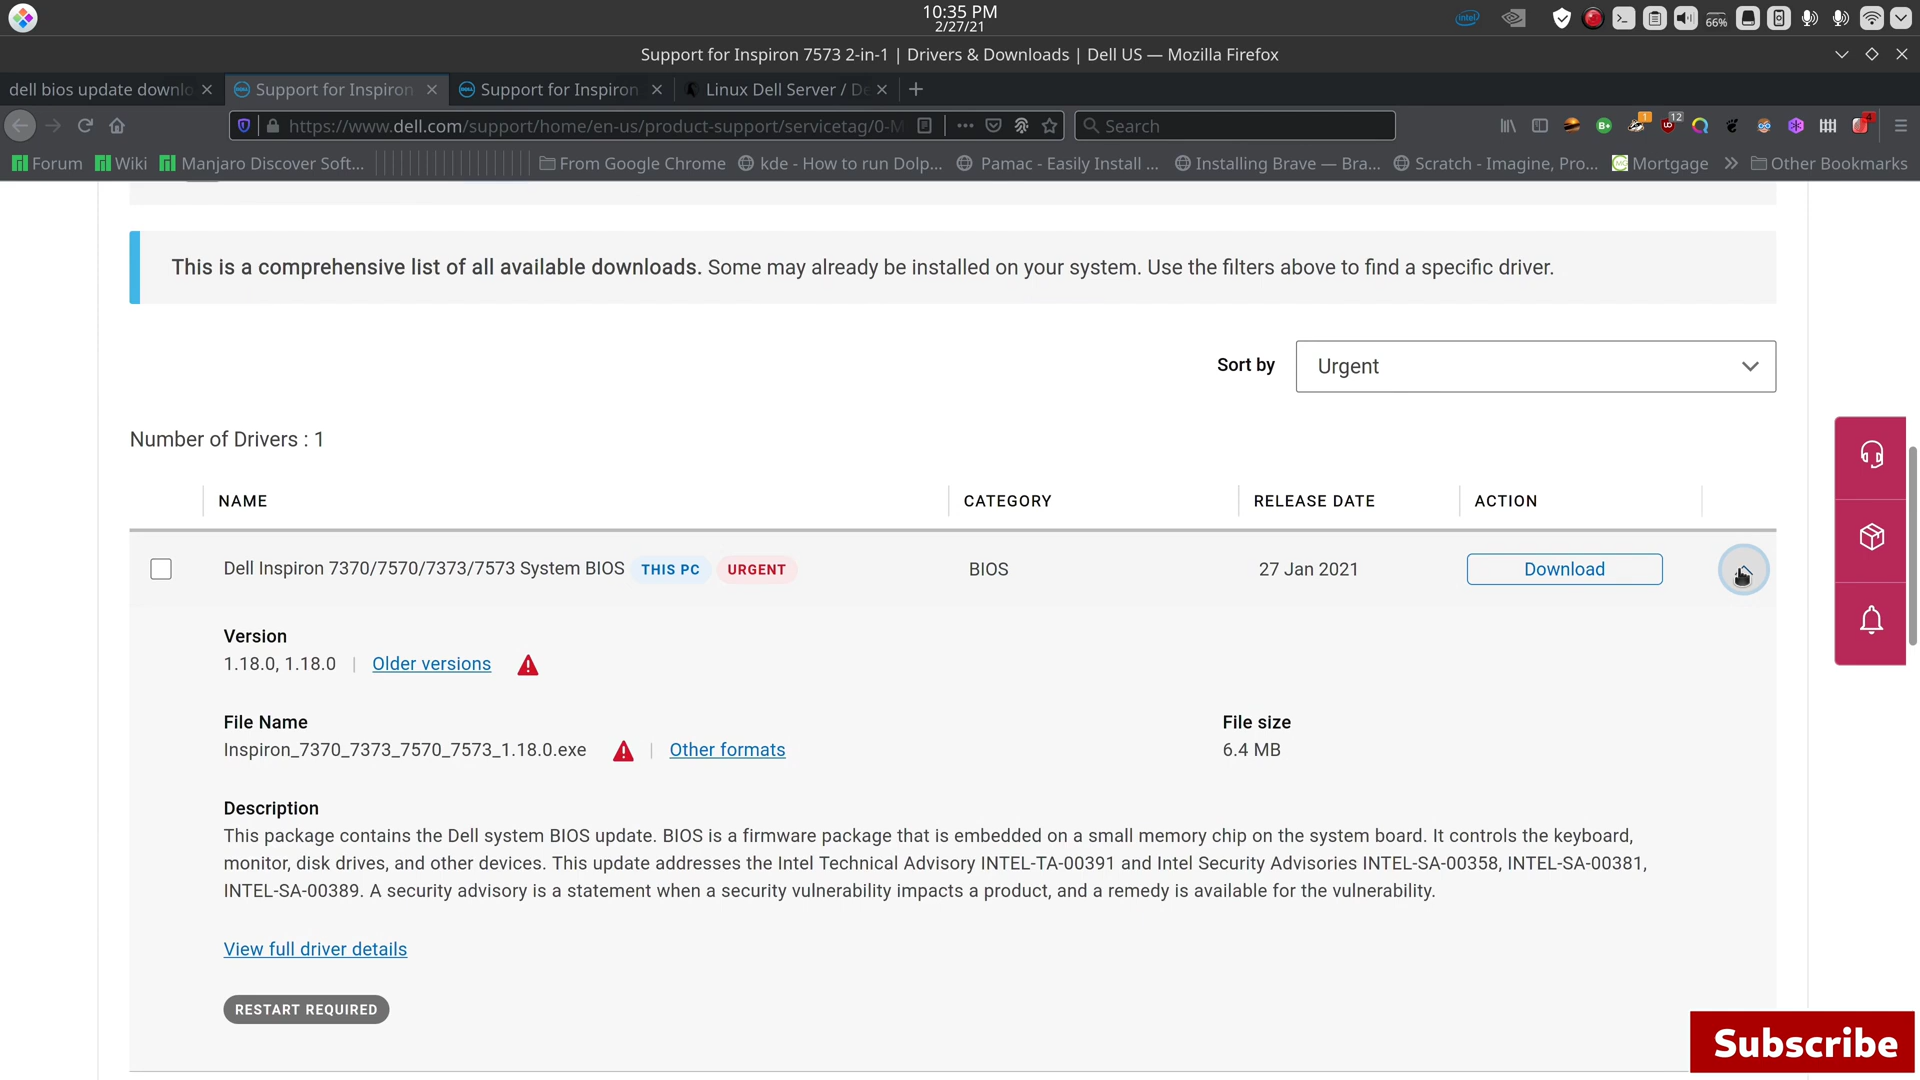 10:35 PM
2/27/21
intel
66%
Support for Inspiron 7573 2-in-1 | Drivers & Downloads | Dell US — Mozilla Firefox
dell bios update downlo
Support for Inspiron
Support for Inspiron
Linux Dell Server / De
https://www.dell.com/support/home/en-us/product-support/servicetag/0-M
Search
1
12
4
Forum
Wiki
Manjaro Discover Soft...
From Google Chrome
kde - How to run Dolp...
Pamac - Easily Install ...
Installing Brave — Bra...
Scratch - Imagine, Pro...
Mortgage
Other Bookmarks
This is a comprehensive list of all available downloads. Some may already be installed on your system. Use the filters above to find a specific driver.
Sort by
Urgent
Number of Drivers : 1
NAME
CATEGORY
RELEASE DATE
ACTION
Dell Inspiron 7370/7570/7373/7573 System BIOS
THIS PC
URGENT
BIOS
27 Jan 2021
Download
Version
1.18.0, 1.18.0 | Older versions
File Name
File size
Inspiron_7370_7373_7570_7573_1.18.0.exe | Other formats
6.4 MB
Description
This package contains the Dell system BIOS update. BIOS is a firmware package that is embedded on a small memory chip on the system board. It controls the keyboard,
monitor, disk drives, and other devices. This update addresses the Intel Technical Advisory INTEL-TA-00391 and Intel Security Advisories INTEL-SA-00358, INTEL-SA-00381,
INTEL-SA-00389. A security advisory is a statement when a security vulnerability impacts a product, and a remedy is available for the vulnerability.
View full driver details
RESTART REQUIRED
Subscribe